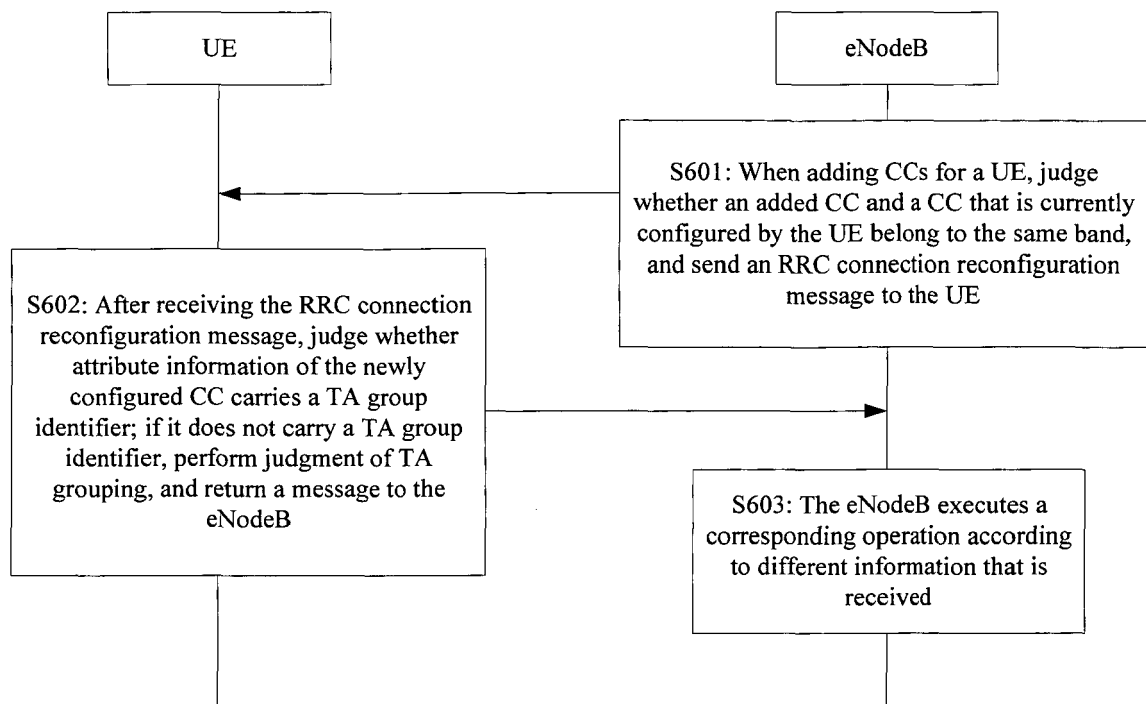 UE
eNodeB
S601: When adding CCs for a UE, judge
whether an added CC and a CC that is currently
configured by the UE belong to the same band,
and send an RRC connection reconfiguration
message to the UE
S602: After receiving the RRC connection
reconfiguration message, judge whether
attribute information of the newly
configured CC carries a TA group
identifier; if it does not carry a TA group
identifier, perform judgment of TA
grouping, and return a message to the
eNodeB
S603: The eNodeB executes a
corresponding operation according
to different information that is
received